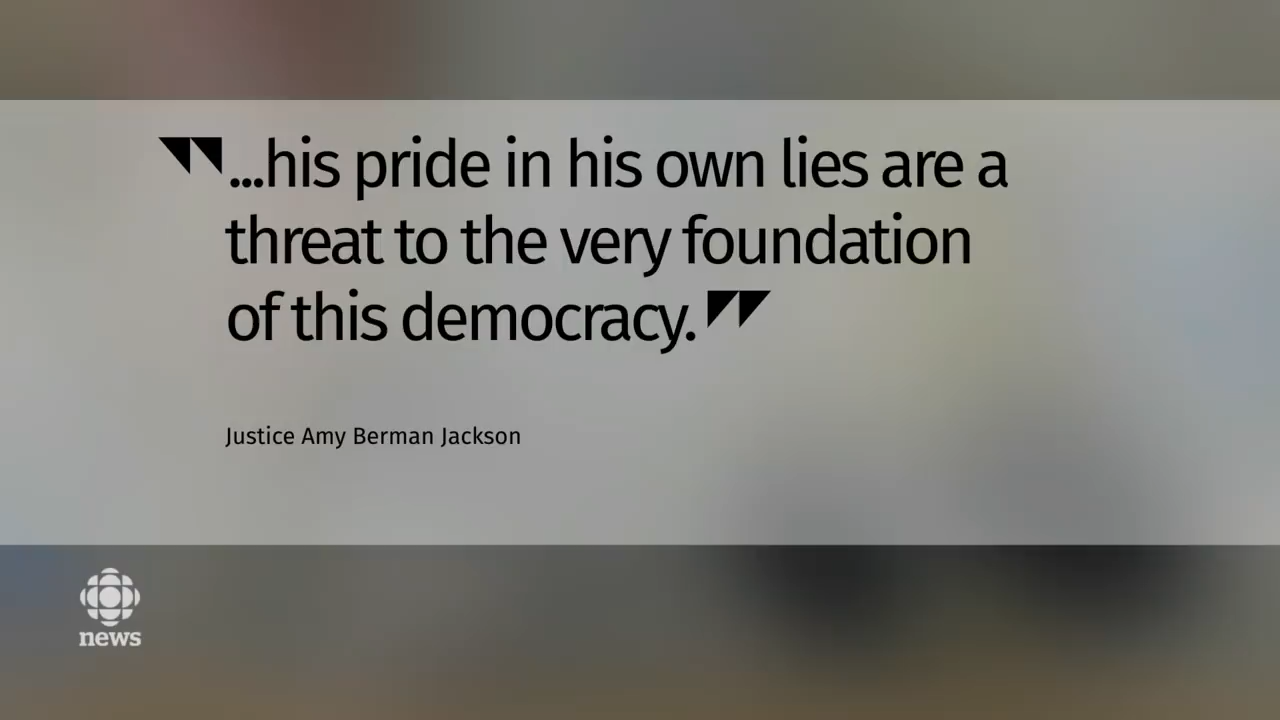 "...his pride in his own lies are a
threat to the very foundation
of this democracy."
Justice Amy Berman Jackson
news